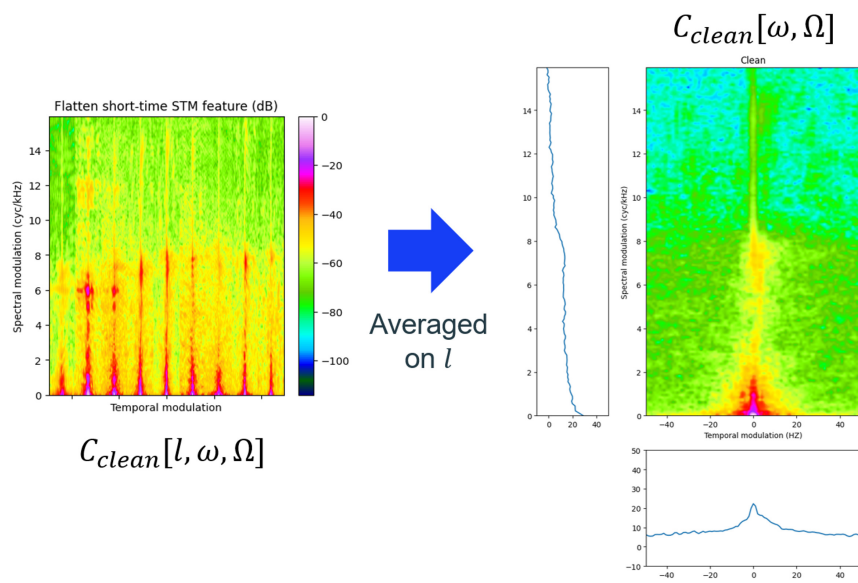 C_clean[ω, Ω]
Clean
Flatten short-time STM feature (dB)
Spectral modulation (cyc/kHz)
14
12
10
8
6
4
2
0
0
−20
−40
−60
−80
−100
Temporal modulation
C_clean[l, ω, Ω]
Averaged
on l
14
12
10
8
6
4
2
0
0 20 40
Spectral modulation (cyc/kHz)
14
12
10
8
6
4
2
0
−40 −20 0 20 40
Temporal modulation (HZ)
50
40
30
20
10
0
−10
−40 −20 0 20 40